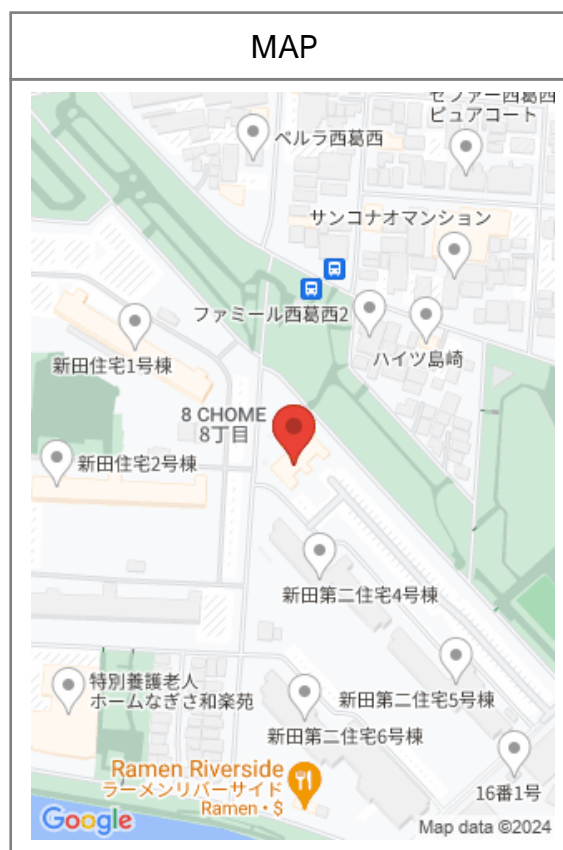 MAP
セファー西葛西
ピュアコート
ベルラ西葛西
サンコナオマンション
ファミール西葛西2
ハイツ島崎
新田住宅1号棟
8 CHOME
8丁目
新田住宅2号棟
新田第二住宅4号棟
特別養護老人
ホームなぎさ和楽苑
新田第二住宅5号棟
新田第二住宅6号棟
Ramen Riverside
ラーメンリバーサイド
Ramen・$
16番1号
Google
Map data ©2024